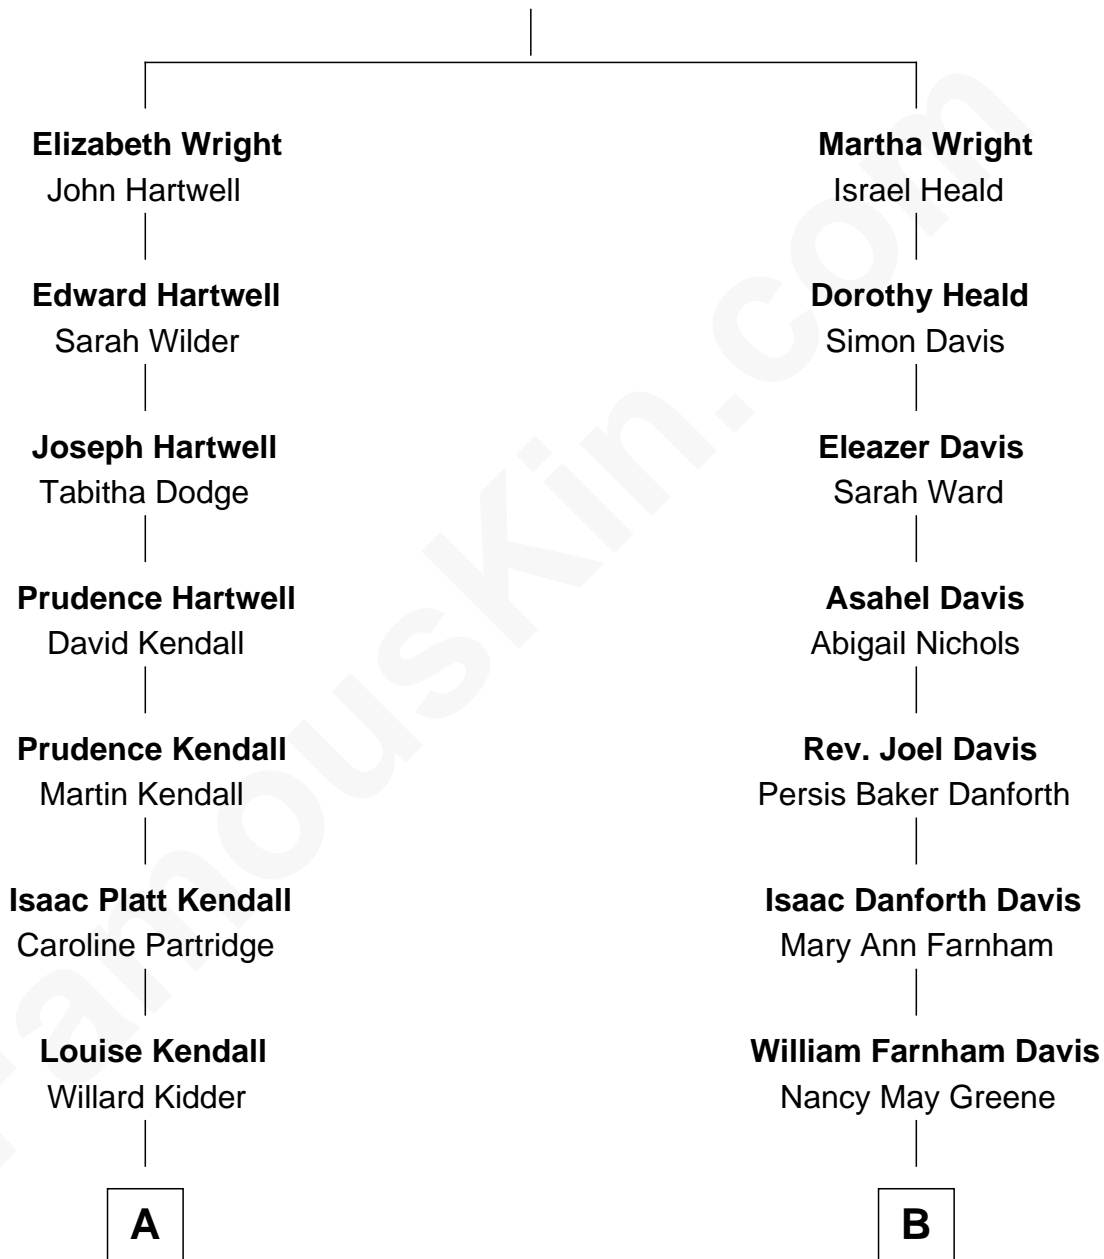 Elizabeth Wright
John Hartwell
Edward Hartwell
Sarah Wilder
Joseph Hartwell
Tabitha Dodge
Prudence Hartwell
David Kendall
Prudence Kendall
Martin Kendall
Isaac Platt Kendall
Caroline Partridge
Louise Kendall
Willard Kidder
A
Martha Wright
Israel Heald
Dorothy Heald
Simon Davis
Eleazer Davis
Sarah Ward
Asahel Davis
Abigail Nichols
Rev. Joel Davis
Persis Baker Danforth
Isaac Danforth Davis
Mary Ann Farnham
William Farnham Davis
Nancy May Greene
B
FamousKin.com